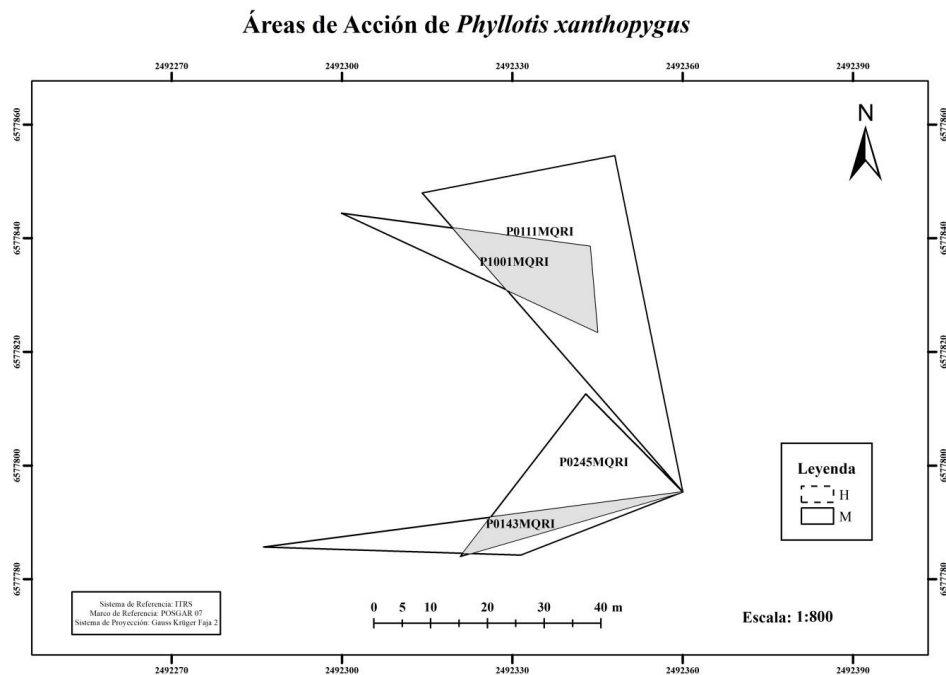 Áreas de Acción de Phyllotis xanthopygus
2492270 2492300 2492330 2492360 2492390
6577860 6577860
N
6577840 6577840
P0111MQRI
P1001MQRI
6577820 6577820
6577800 6577800
P0245MQRI
Leyenda
H
M
P0143MQRI
6577780 6577780
Sistema de Referencia: ITRS
Marco de Referencia: POSGAR 07
Sistema de Proyección: Gauss Krüger Faja 2
0 5 10 20 30 40 m
Escala: 1:800
2492270 2492300 2492330 2492360 2492390